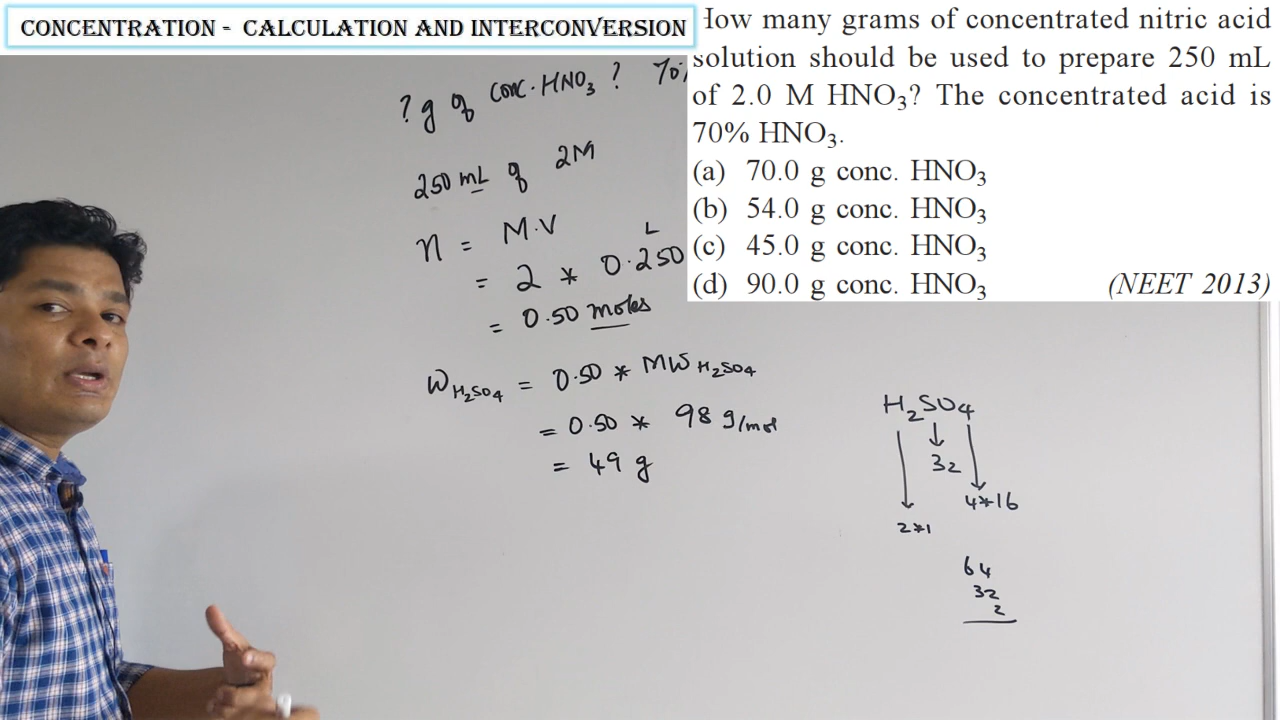 CONCENTRATION - CALCULATION AND INTERCONVERSION
How many grams of concentrated nitric acid
solution should be used to prepare 250 mL
of 2.0 M HNO₃? The concentrated acid is
70% HNO₃.
(a) 70.0 g conc. HNO₃
(b) 54.0 g conc. HNO₃
(c) 45.0 g conc. HNO₃
(d) 90.0 g conc. HNO₃ (NEET 2013)
? g of conc. HNO₃ ? 70%
250 mL of 2M
n = M.V
= 2 * 0.250 L
= 0.50 moles
W H₂SO₄ = 0.50 * MW H₂SO₄
= 0.50 * 98 g/mol
= 49 g
H₂SO₄
32
4*16
2*1
64
32
2